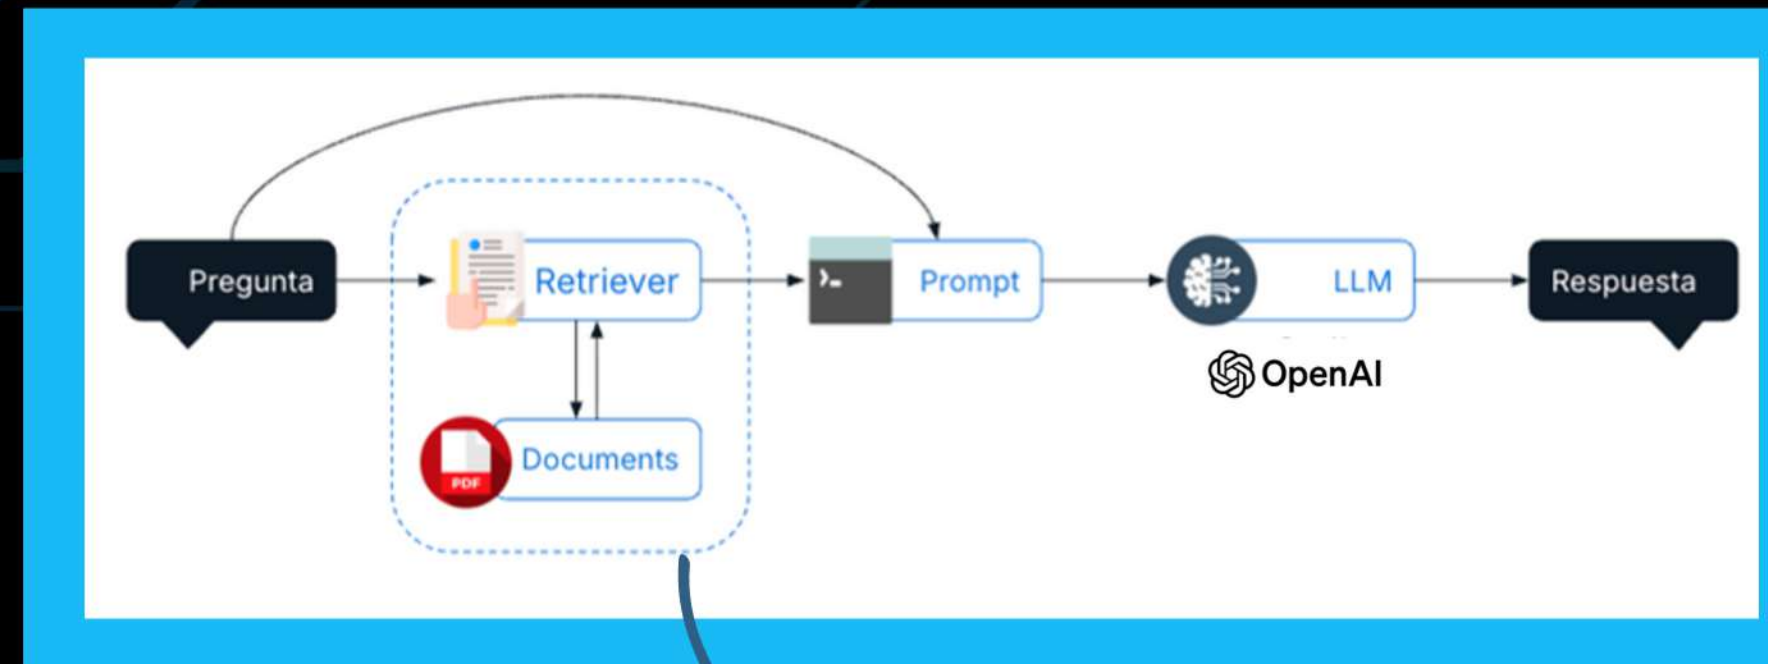 Pregunta
Retriever
Prompt
LLM
Respuesta
OpenAI
Documents
PDF